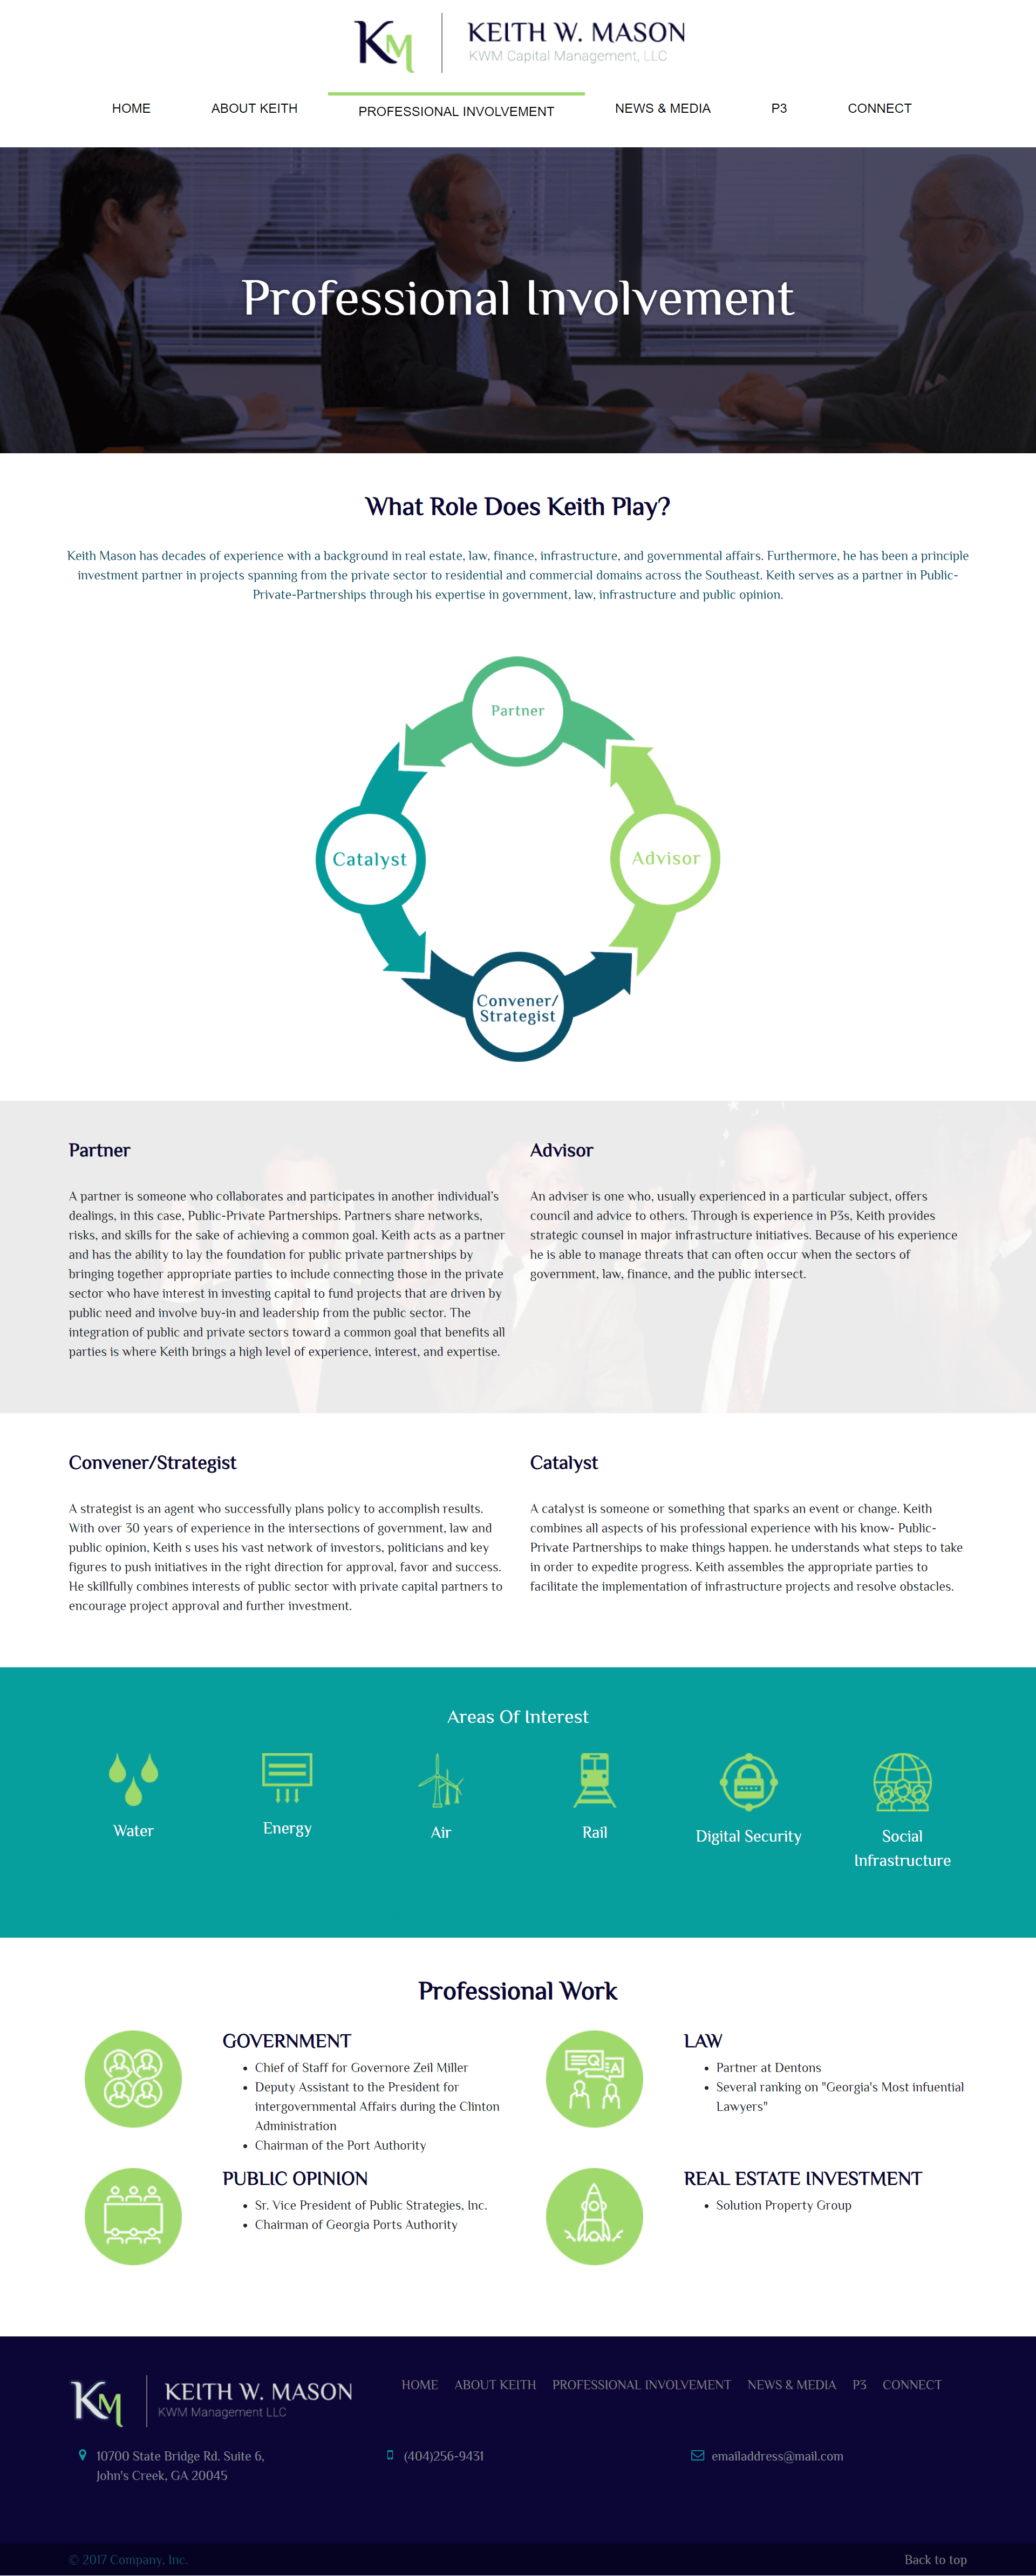 KM
KEITH W. MASON
KWM Capital Management, LLC
HOME
ABOUT KEITH
PROFESSIONAL INVOLVEMENT
NEWS & MEDIA
P3
CONNECT
Professional Involvement
What Role Does Keith Play?
Keith Mason has decades of experience with a background in real estate, law, finance, infrastructure, and governmental affairs. Furthermore, he has been a principle
investment partner in projects spanning from the private sector to residential and commercial domains across the Southeast. Keith serves as a partner in Public-
Private-Partnerships through his expertise in government, law, infrastructure and public opinion.
Partner
Catalyst
Advisor
Convener/
Strategist
Partner
A partner is someone who collaborates and participates in another individual's
dealings, in this case, Public-Private Partnerships. Partners share networks,
risks, and skills for the sake of achieving a common goal. Keith acts as a partner
and has the ability to lay the foundation for public private partnerships by
bringing together appropriate parties to include connecting those in the private
sector who have interest in investing capital to fund projects that are driven by
public need and involve buy-in and leadership from the public sector. The
integration of public and private sectors toward a common goal that benefits all
parties is where Keith brings a high level of experience, interest, and expertise.
Advisor
An adviser is one who, usually experienced in a particular subject, offers
council and advice to others. Through is experience in P3s, Keith provides
strategic counsel in major infrastructure initiatives. Because of his experience
he is able to manage threats that can often occur when the sectors of
government, law, finance, and the public intersect.
Convener/Strategist
A strategist is an agent who successfully plans policy to accomplish results.
With over 30 years of experience in the intersections of government, law and
public opinion, Keith s uses his vast network of investors, politicians and key
figures to push initiatives in the right direction for approval, favor and success.
He skillfully combines interests of public sector with private capital partners to
encourage project approval and further investment.
Catalyst
A catalyst is someone or something that sparks an event or change. Keith
combines all aspects of his professional experience with his know- Public-
Private Partnerships to make things happen. he understands what steps to take
in order to expedite progress. Keith assembles the appropriate parties to
facilitate the implementation of infrastructure projects and resolve obstacles.
Areas Of Interest
Water
Energy
Air
Rail
Digital Security
Social
Infrastructure
Professional Work
GOVERNMENT
• Chief of Staff for Governore Zeil Miller
• Deputy Assistant to the President for
intergovernmental Affairs during the Clinton
Administration
• Chairman of the Port Authority
LAW
Q
A
• Partner at Dentons
• Several ranking on "Georgia's Most infuential
Lawyers"
PUBLIC OPINION
• Sr. Vice President of Public Strategies, Inc.
• Chairman of Georgia Ports Authority
REAL ESTATE INVESTMENT
• Solution Property Group
KM
KEITH W. MASON
KWM Management LLC
HOME
ABOUT KEITH
PROFESSIONAL INVOLVEMENT
NEWS & MEDIA
P3
CONNECT
10700 State Bridge Rd. Suite 6,
John's Creek, GA 20045
(404)256-9431
emailaddress@mail.com
© 2017 Company, Inc.
Back to top